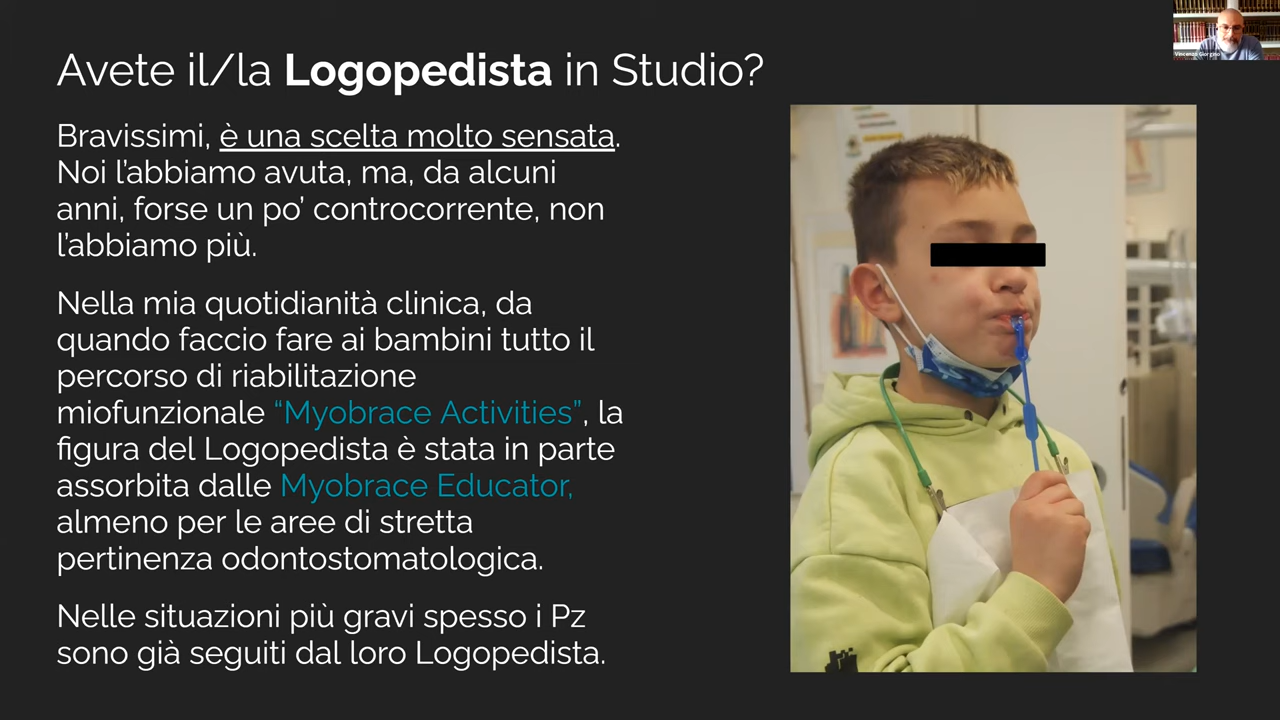 Avete il/la Logopedista in Studio?
Bravissimi, è una scelta molto sensata.
Noi l’abbiamo avuta, ma, da alcuni
anni, forse un po’ controcorrente, non
l’abbiamo più.
Nella mia quotidianità clinica, da
quando faccio fare ai bambini tutto il
percorso di riabilitazione
miofunzionale “Myobrace Activities”, la
figura del Logopedista è stata in parte
assorbita dalle Myobrace Educator,
almeno per le aree di stretta
pertinenza odontostomatologica.
Nelle situazioni più gravi spesso i Pz
sono già seguiti dal loro Logopedista.
Vincenzo Giorgino